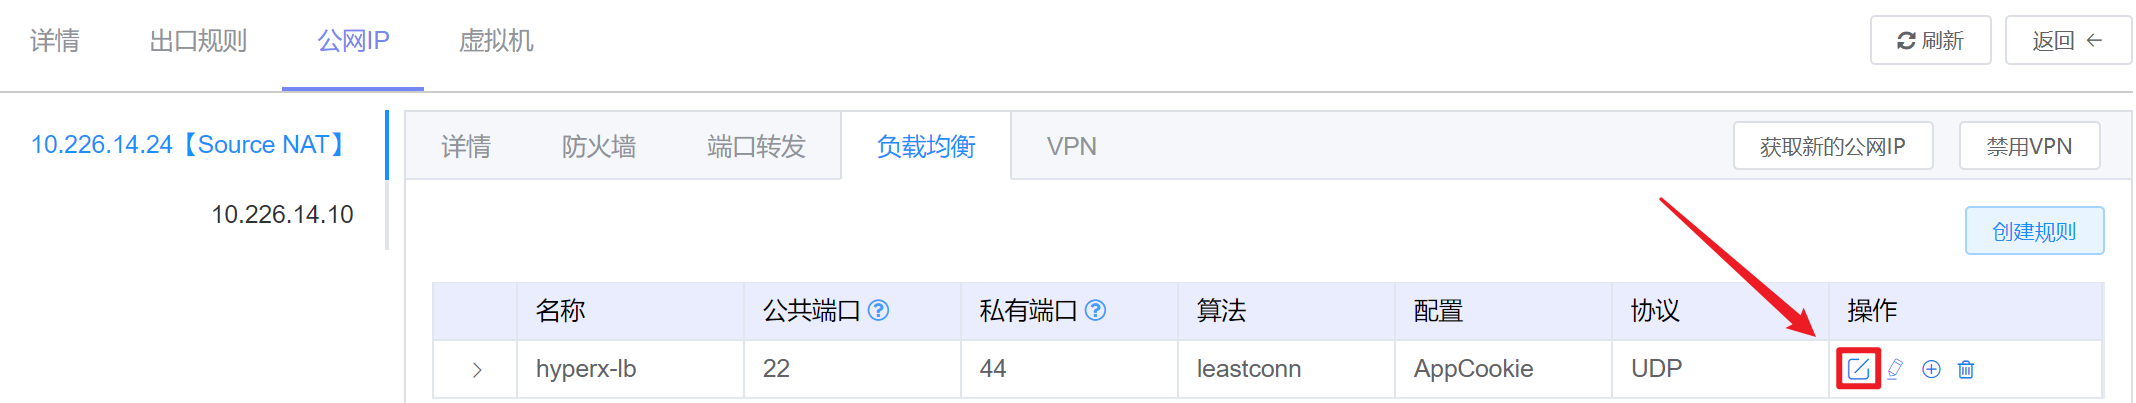 详情 出口规则 公网IP 虚拟机 刷新 返回 ←
10.226.14.24【Source NAT】
10.226.14.10
详情 防火墙 端口转发 负载均衡 VPN 获取新的公网IP 禁用VPN
创建规则
名称 公共端口 ? 私有端口 ? 算法 配置 协议 操作
hyperx-lb 22 44 leastconn AppCookie UDP